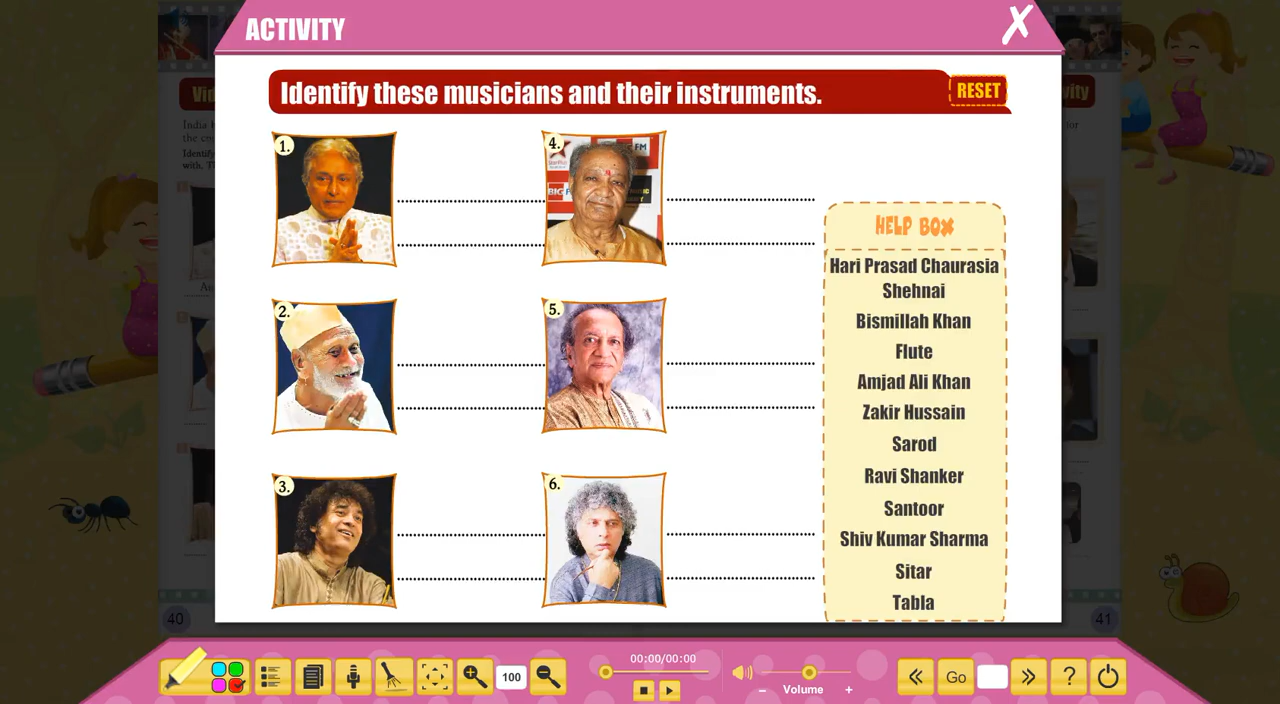 ACTIVITY
X
Identify these musicians and their instruments.
RESET
1.
4.
FM
BIG
HELP BOX
Hari Prasad Chaurasia
Shehnai
2.
5.
Bismillah Khan
Flute
Amjad Ali Khan
Zakir Hussain
Sarod
3.
6.
Ravi Shanker
Santoor
Shiv Kumar Sharma
Sitar
Tabla
40
41
00:00/00:00
100
Volume
Go
?